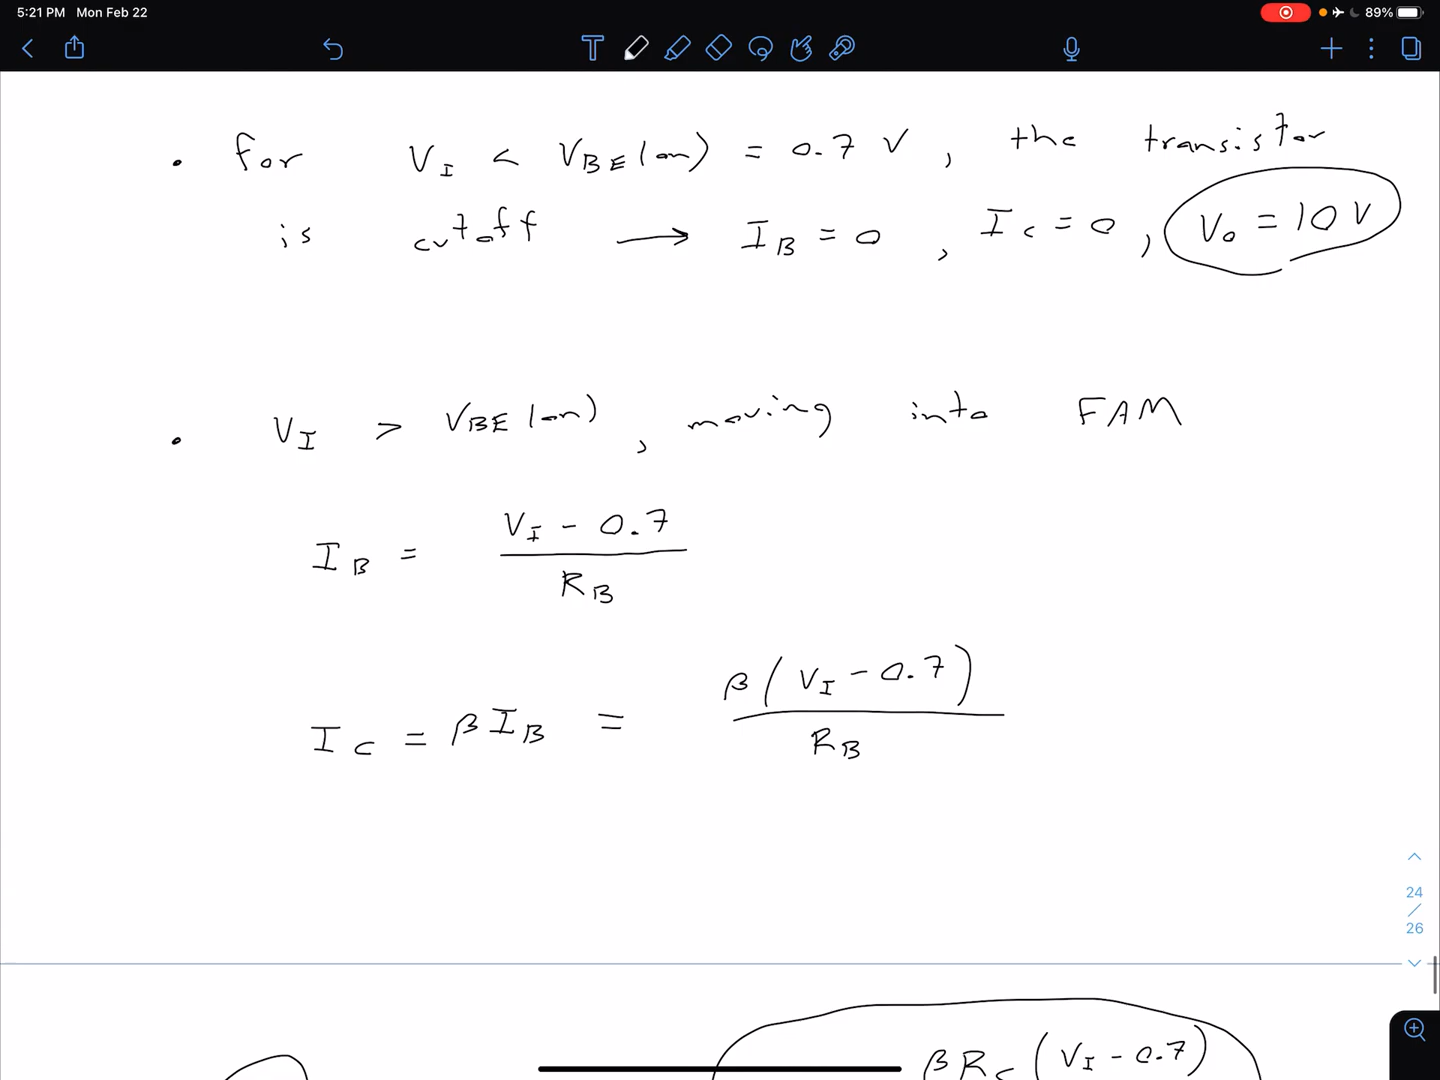 5:21 PM Mon Feb 22
89%
• for V_I < V_BE(on) = 0.7 V, the transistor
is cutoff ⟶ I_B = 0, I_C = 0, V_o = 10 V
• V_I > V_BE(on), moving into FAM
I_B = (V_I - 0.7) / R_B
I_C = β I_B = β(V_I - 0.7) / R_B
24
/
26
β R_C (V_I - 0.7)